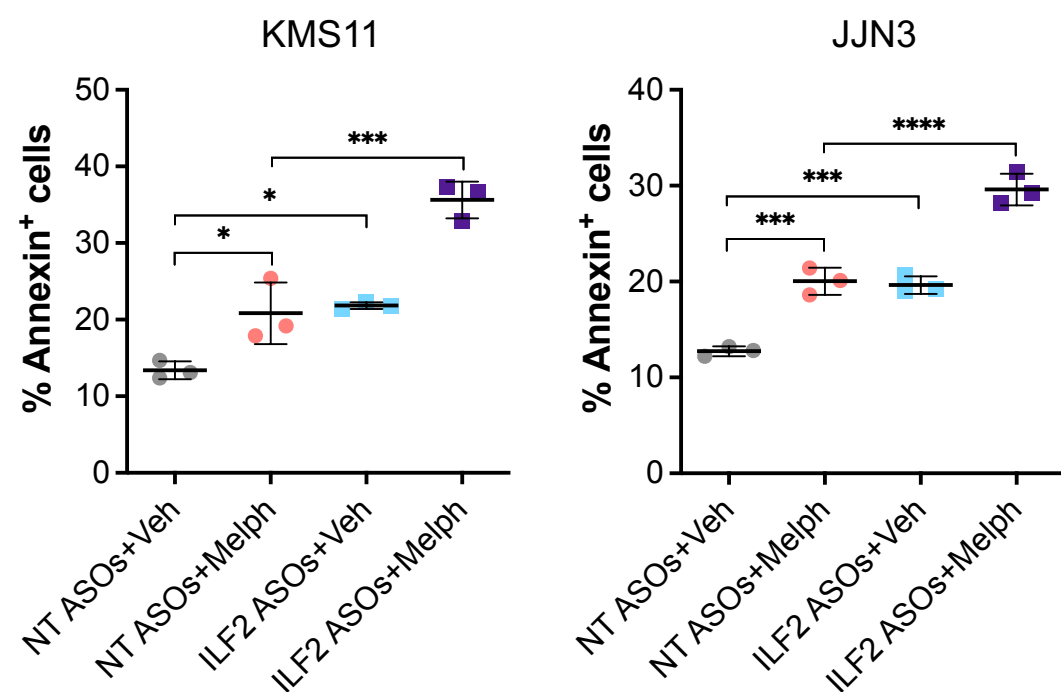 KMS11
% Annexin⁺ cells
50
40
30
20
10
0
*
*
***
NT ASOs+Veh
NT ASOs+Melph
ILF2 ASOs+Veh
ILF2 ASOs+Melph
JJN3
% Annexin⁺ cells
40
30
20
10
0
***
***
****
NT ASOs+Veh
NT ASOs+Melph
ILF2 ASOs+Veh
ILF2 ASOs+Melph